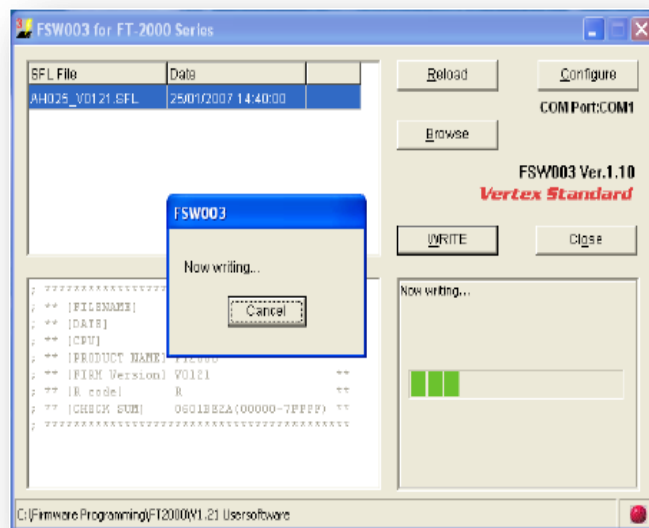 FSW003 for FT-2000 Series
SFL File Date
AH025_V0121.SFL 25/01/2007 14:40:00
Reload
Configure
COM Port:COM1
Browse
FSW003 Ver.1.10
Vertex Standard
WRITE
Close
FSW003
Now writing...
Cancel
; ** [FILENAME]
; ** [DATE]
; ** [CPU]
; ** [PRODUCT NAME] FT2000
; ** [FIRM Version] V0121 **
; ** [R code] R **
; ** [CHECK SUM] 0601BE2A(00000-7FFFF) **
Now writing...
C:\Firmware Programming\FT2000\V1.21 Usersoftware